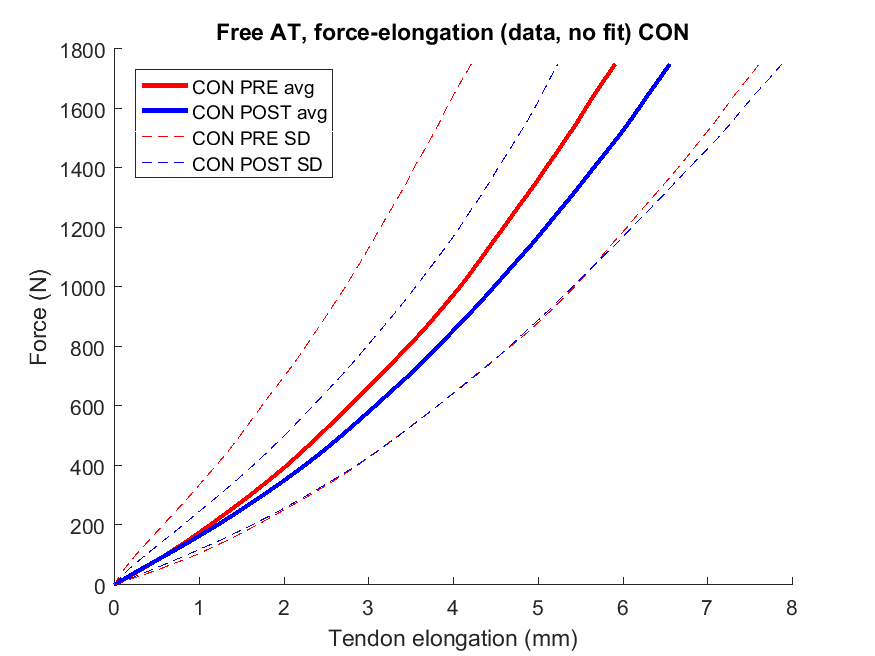 Free AT, force-elongation (data, no fit) CON
CON PRE avg
CON POST avg
CON PRE SD
CON POST SD
1800
1600
1400
1200
1000
800
600
400
200
0
Force (N)
0 1 2 3 4 5 6 7 8
Tendon elongation (mm)